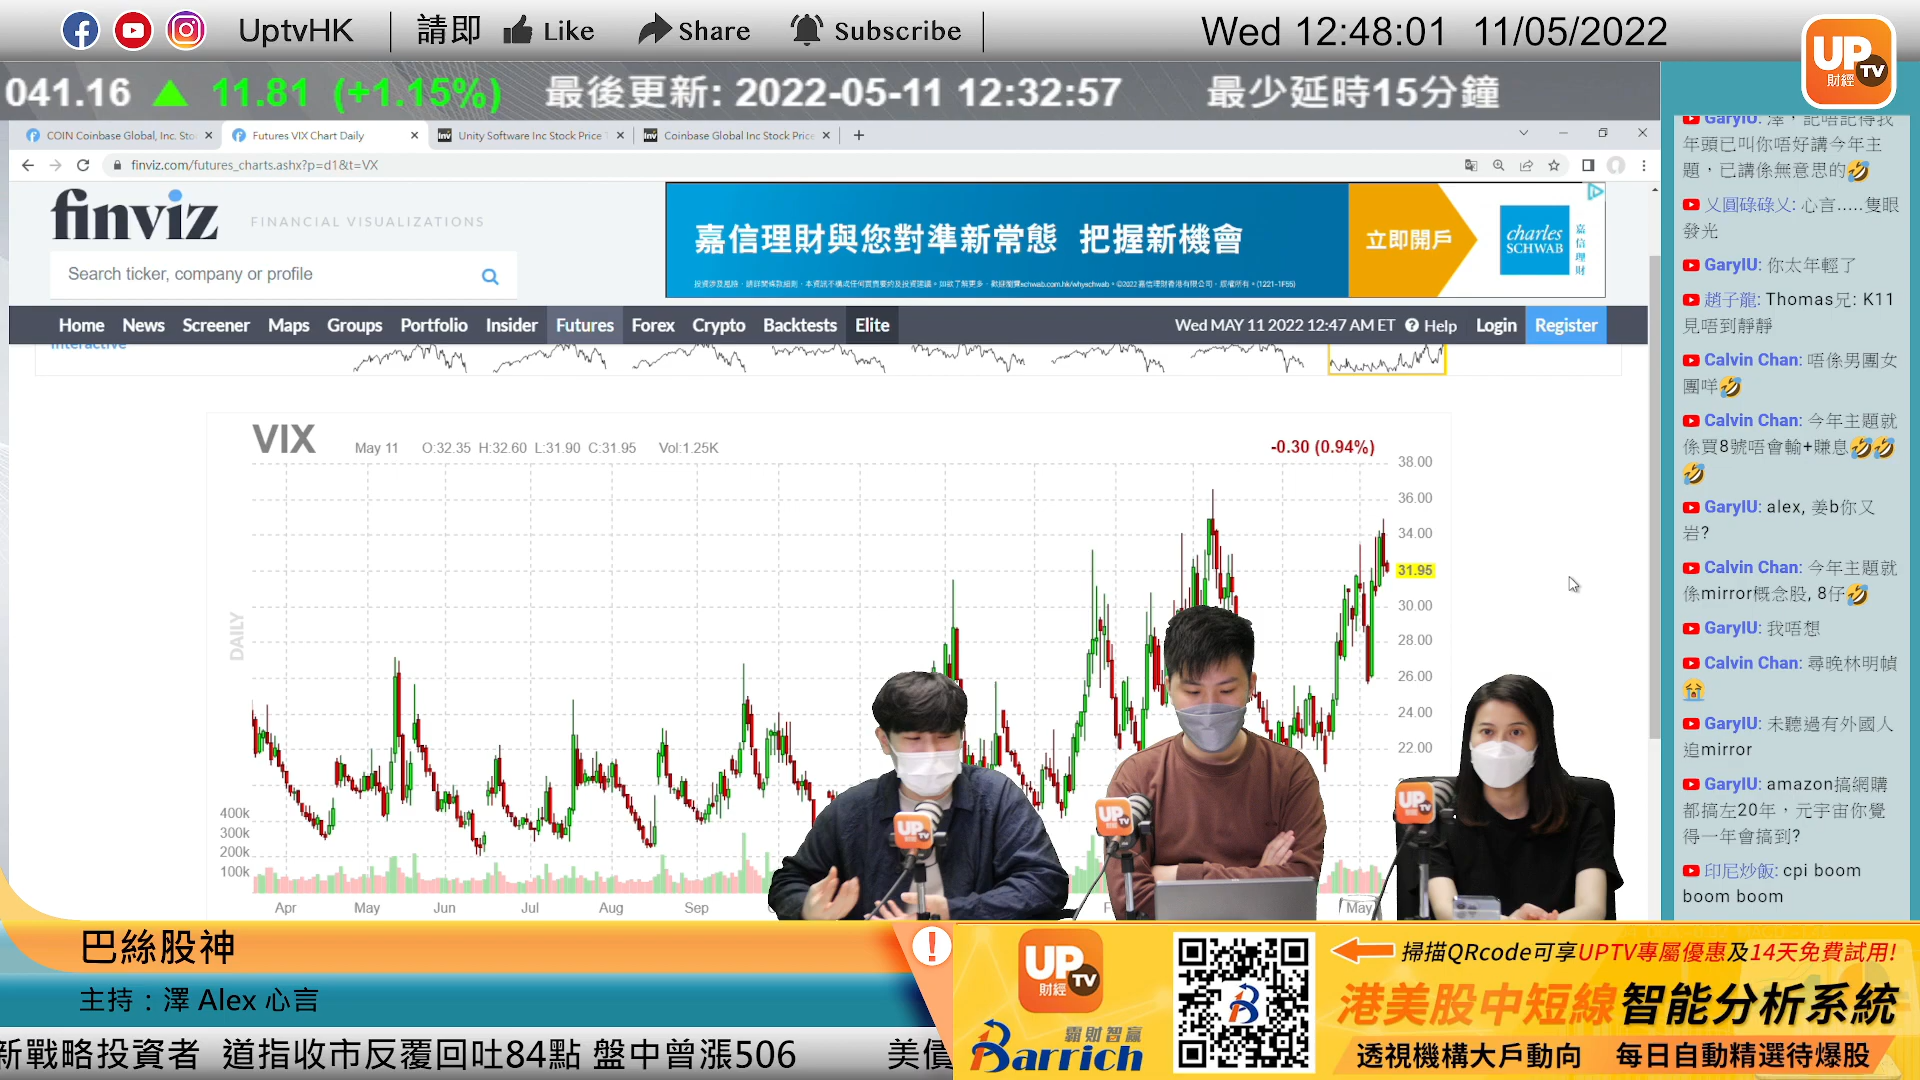 UptvHK
請即
Like
Share
Subscribe
Wed 12:48:01 11/05/2022
UP TV
財經
041.16 ▲ 11.81 (+1.15%) 最後更新: 2022-05-11 12:32:57 最少延時15分鐘
COIN Coinbase Global, Inc. Sto
Futures VIX Chart Daily
Unity Software Inc Stock Price
Coinbase Global Inc Stock Price
finviz.com/futures_charts.ashx?p=d1&t=VX
finviz
FINANCIAL VISUALIZATIONS
Search ticker, company or profile
嘉信理財與您對準新常態 把握新機會
立即開戶
charles SCHWAB
嘉信理財
Home News Screener Maps Groups Portfolio Insider Futures Forex Crypto Backtests Elite
Wed MAY 11 2022 12:47 AM ET Help Login Register
Interactive
VIX
May 11 O:32.35 H:32.60 L:31.90 C:31.95 Vol:1.25K
-0.30 (0.94%)
38.00
36.00
34.00
31.95
30.00
28.00
26.00
24.00
22.00
DAILY
400k
300k
200k
100k
Apr May Jun Jul Aug Sep
May
GaryIU: 澤，記唔記得我
年頭已叫你唔好講今年主
題，已講係無意思的🤣
乂圓碌碌乂: 心言.....隻眼
發光
GaryIU: 你太年輕了
趙子龍: Thomas兄: K11
見唔到靜靜
Calvin Chan: 唔係男團女
團咩🤣
Calvin Chan: 今年主題就
係買8號唔會輸+賺息🤣🤣
🤣
GaryIU: alex, 姜b你又
岩?
Calvin Chan: 今年主題就
係mirror概念股, 8仔🤣
GaryIU: 我唔想
Calvin Chan: 尋晚林明幀
😭
GaryIU: 未聽過有外國人
追mirror
GaryIU: amazon搞網購
都搞左20年，元宇宙你覺
得一年會搞到?
印尼炒飯: cpi boom
boom boom
UP
UP
UP
巴絲股神
主持：澤 Alex 心言
新戰略投資者 道指收市反覆回吐84點 盤中曾漲506 美債
UP TV
財經
霸財智贏
Barrich
掃描QRcode可享UPTV專屬優惠及14天免費試用!
港美股中短線智能分析系統
透視機構大戶動向 每日自動精選待爆股